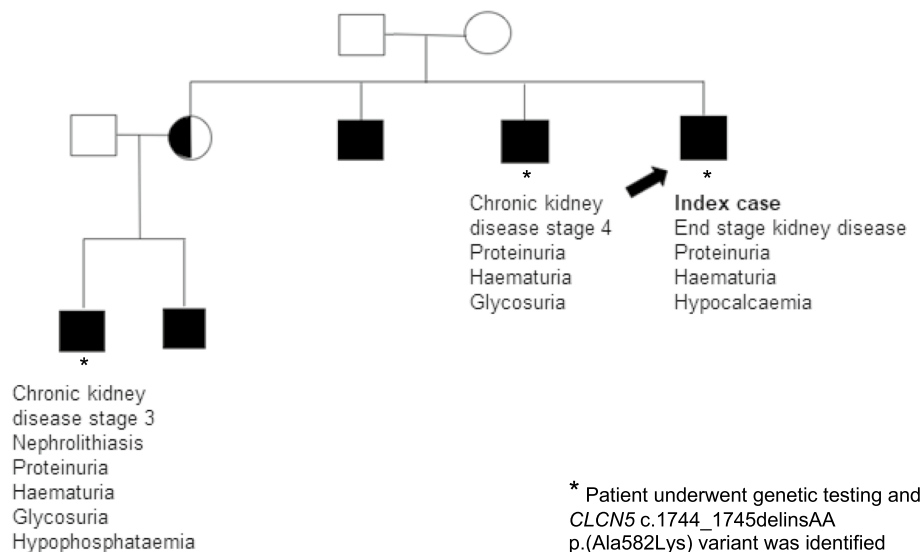 *
*
Chronic kidney
disease stage 4
Proteinuria
Haematuria
Glycosuria
Index case
End stage kidney disease
Proteinuria
Haematuria
Hypocalcaemia
*
Chronic kidney
disease stage 3
Nephrolithiasis
Proteinuria
Haematuria
Glycosuria
Hypophosphataemia
* Patient underwent genetic testing and
CLCN5 c.1744_1745delinsAA
p.(Ala582Lys) variant was identified